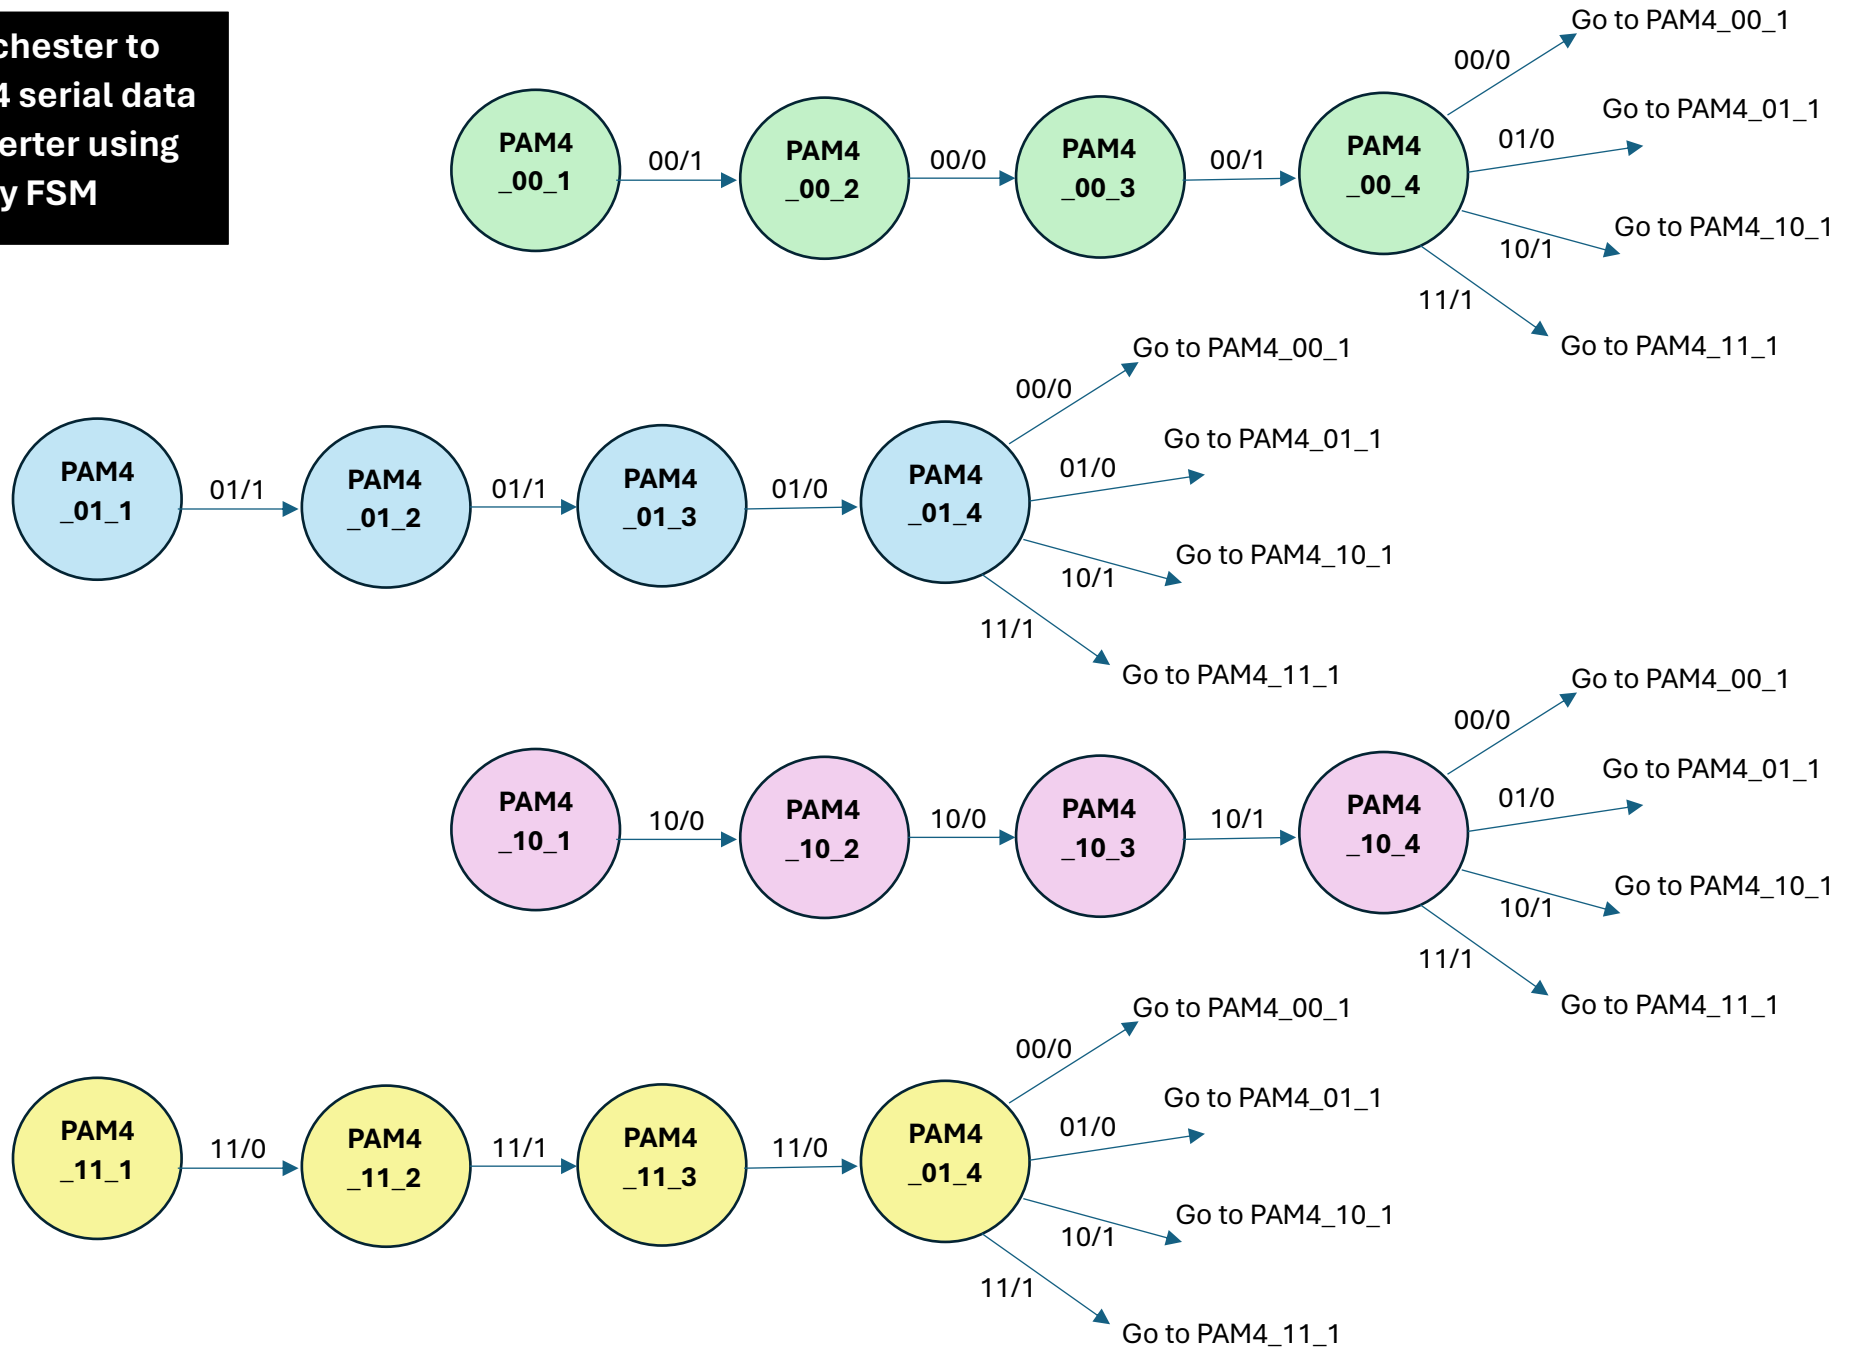 chester to
4 serial data
erter using
y FSM
PAM4
_00_1
00/1
PAM4
_00_2
00/0
PAM4
_00_3
00/1
PAM4
_00_4
00/0
Go to PAM4_00_1
01/0
Go to PAM4_01_1
10/1
Go to PAM4_10_1
11/1
Go to PAM4_11_1
PAM4
_01_1
01/1
PAM4
_01_2
01/1
PAM4
_01_3
01/0
PAM4
_01_4
00/0
Go to PAM4_00_1
01/0
Go to PAM4_01_1
10/1
Go to PAM4_10_1
11/1
Go to PAM4_11_1
PAM4
_10_1
10/0
PAM4
_10_2
10/0
PAM4
_10_3
10/1
PAM4
_10_4
00/0
Go to PAM4_00_1
01/0
Go to PAM4_01_1
10/1
Go to PAM4_10_1
11/1
Go to PAM4_11_1
PAM4
_11_1
11/0
PAM4
_11_2
11/1
PAM4
_11_3
11/0
PAM4
_01_4
00/0
Go to PAM4_00_1
01/0
Go to PAM4_01_1
10/1
Go to PAM4_10_1
11/1
Go to PAM4_11_1